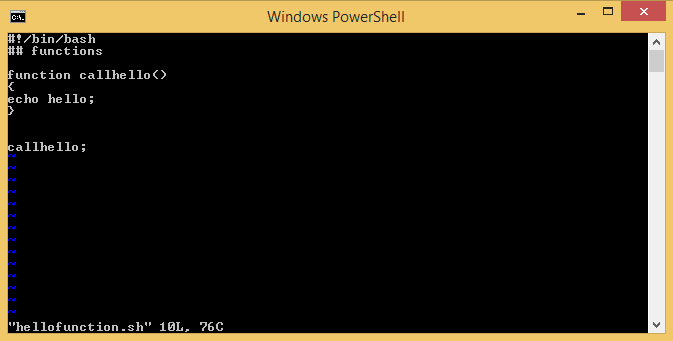 Windows PowerShell
#!/bin/bash
## functions
function callhello()
{
echo hello;
}
callhello;
~
~
~
~
~
~
~
~
~
~
~
~
~
~
"hellofunction.sh" 10L, 76C